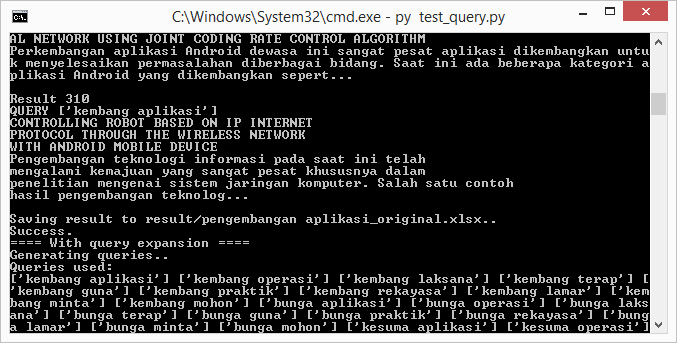 C:\Windows\System32\cmd.exe - py  test_query.py
AL NETWORK USING JOINT CODING RATE CONTROL ALGORITHM
Perkembangan aplikasi Android dewasa ini sangat pesat aplikasi dikembangkan untu
k menyelesaikan permasalahan diberbagai bidang. Saat ini ada beberapa kategori a
plikasi Android yang dikembangkan sepert...
Result 310
QUERY ['kembang aplikasi']
CONTROLLING ROBOT BASED ON IP INTERNET
PROTOCOL THROUGH THE WIRELESS NETWORK
WITH ANDROID MOBILE DEVICE
Pengembangan teknologi informasi pada saat ini telah
mengalami kemajuan yang sangat pesat khususnya dalam
penelitian mengenai sistem jaringan komputer. Salah satu contoh
hasil pengembangan teknolog...
Saving result to result/pengembangan aplikasi_original.xlsx..
Success.
==== With query expansion ====
Generating queries..
Queries used:
['kembang aplikasi'] ['kembang operasi'] ['kembang laksana'] ['kembang terap'] [
'kembang guna'] ['kembang praktik'] ['kembang rekayasa'] ['kembang lamar'] ['kem
bang minta'] ['kembang mohon'] ['bunga aplikasi'] ['bunga operasi'] ['bunga laks
ana'] ['bunga terap'] ['bunga guna'] ['bunga praktik'] ['bunga rekayasa'] ['bung
a lamar'] ['bunga minta'] ['bunga mohon'] ['kesuma aplikasi'] ['kesuma operasi']